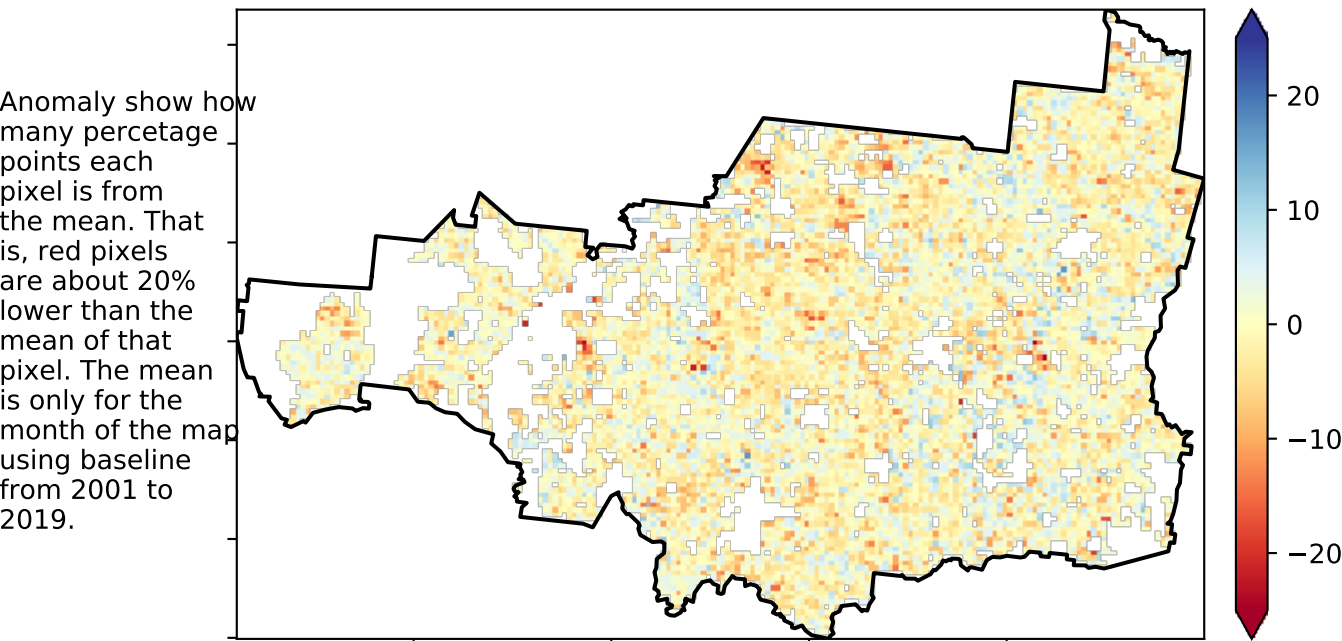 Anomaly show how
many percetage
points each
pixel is from
the mean. That
is, red pixels
are about 20%
lower than the
mean of that
pixel. The mean
is only for the
month of the map
using baseline
from 2001 to
2019.
20
10
0
−10
−20